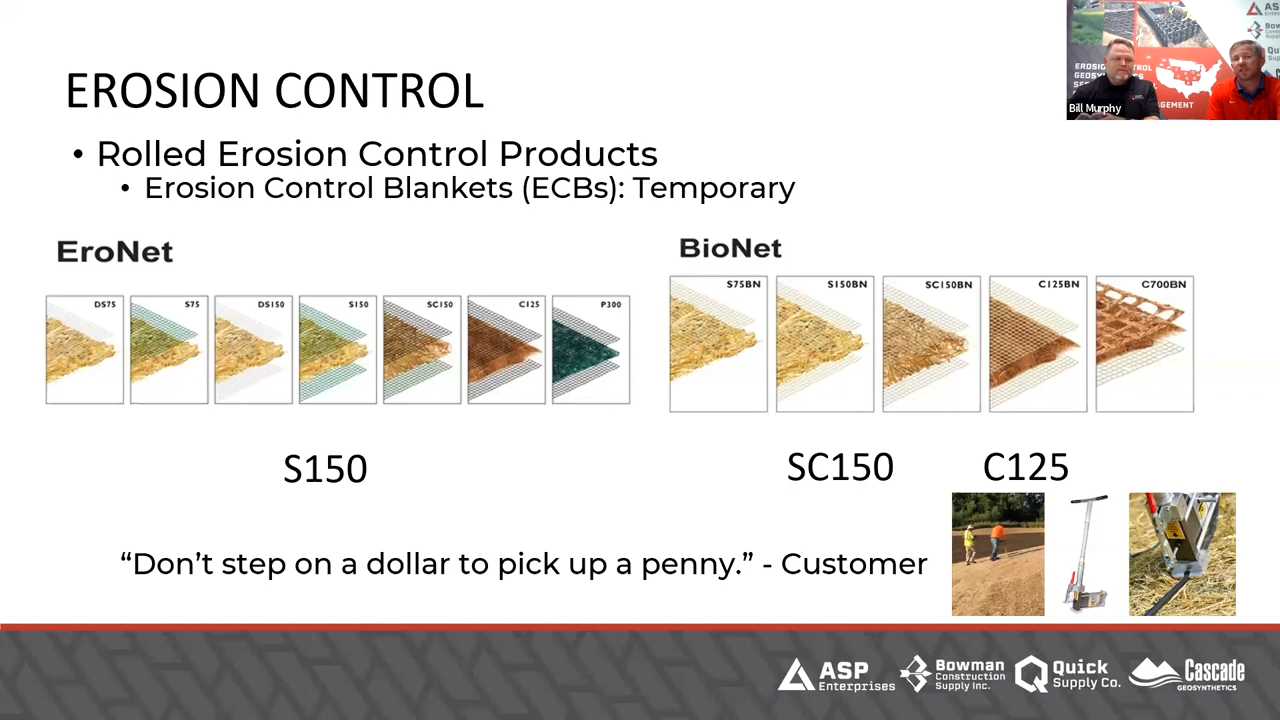 EROSION CONTROL
• Rolled Erosion Control Products
• Erosion Control Blankets (ECBs): Temporary
EroNet
DS75
S75
DS150
S150
SC150
C125
P300
BioNet
S75BN
S150BN
SC150BN
C125BN
C700BN
S150
SC150
C125
“Don’t step on a dollar to pick up a penny.” - Customer
Bill Murphy
ASP
Enterprises
Bowman
Construction
Supply Inc.
Quick
Supply Co.
Cascade
GEOSYNTHETICS